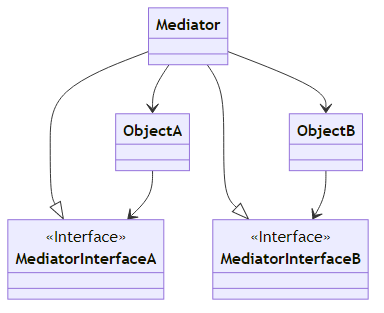 Mediator
ObjectA
ObjectB
«Interface»
MediatorInterfaceA
«Interface»
MediatorInterfaceB